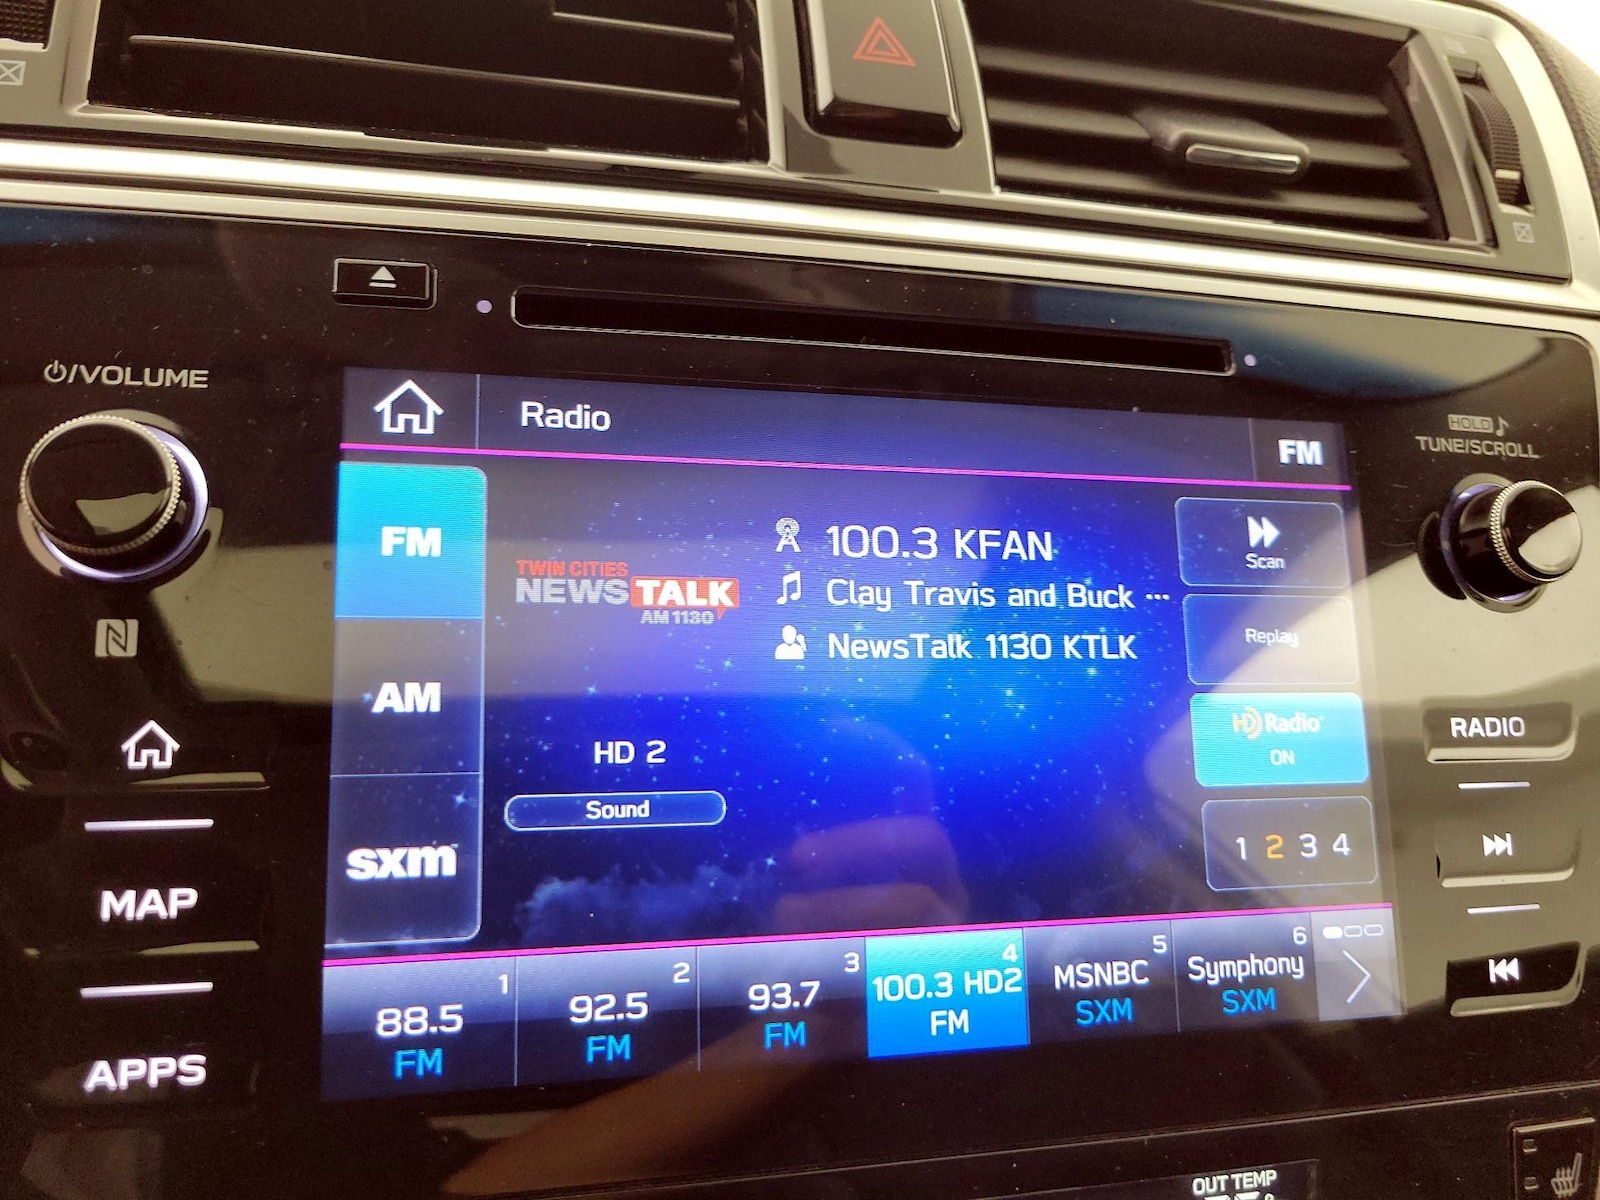 ⏻/VOLUME
HOLD ♪
TUNE/SCROLL
Radio
FM
FM
AM
sxm
TWIN CITIES
NEWS TALK
AM 1130
100.3 KFAN
Clay Travis and Buck ...
NewsTalk 1130 KTLK
Scan
Replay
HD Radio
ON
HD 2
Sound
1 2 3 4
1
88.5
FM
2
92.5
FM
3
93.7
FM
4
100.3 HD2
FM
5
MSNBC
SXM
6
Symphony
SXM
N
MAP
APPS
RADIO
OUT TEMP